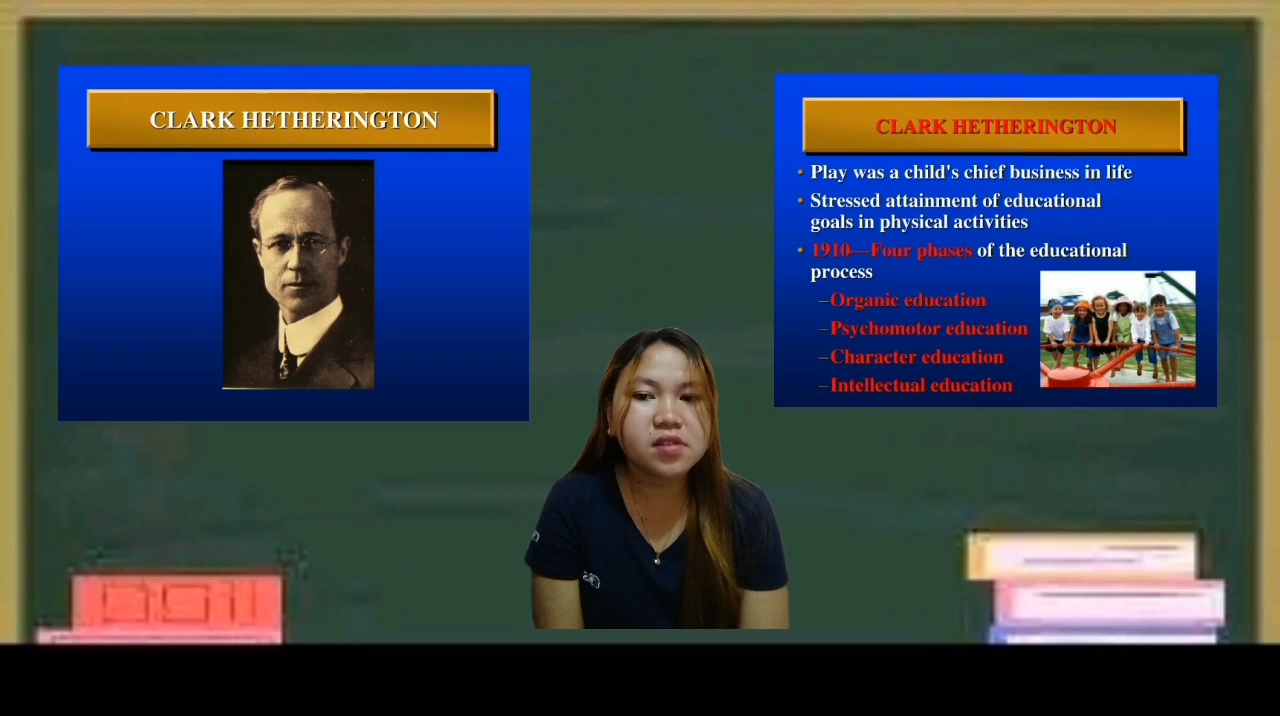 CLARK HETHERINGTON
CLARK HETHERINGTON
• Play was a child's chief business in life
• Stressed attainment of educational
goals in physical activities
• 1910—Four phases of the educational
process
–Organic education
–Psychomotor education
–Character education
–Intellectual education